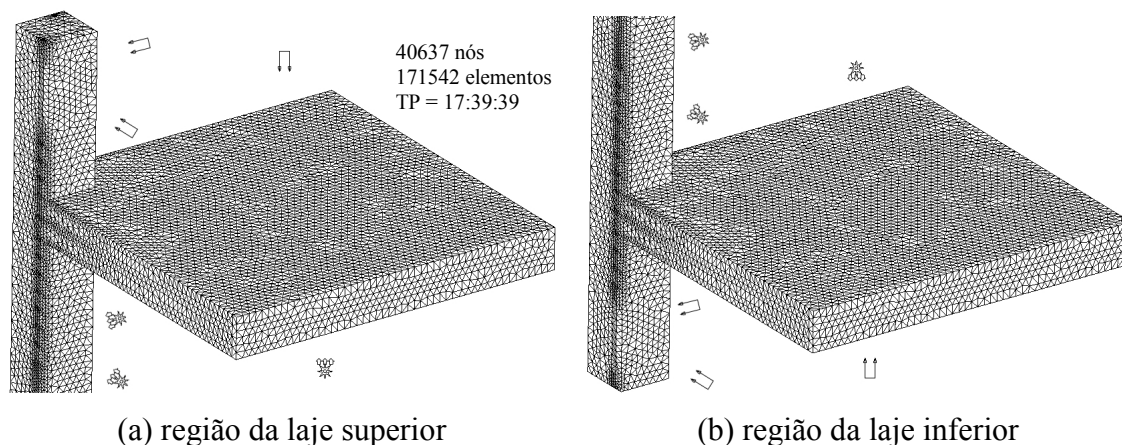 40637 nós
171542 elementos
TP = 17:39:39
(a) região da laje superior
(b) região da laje inferior